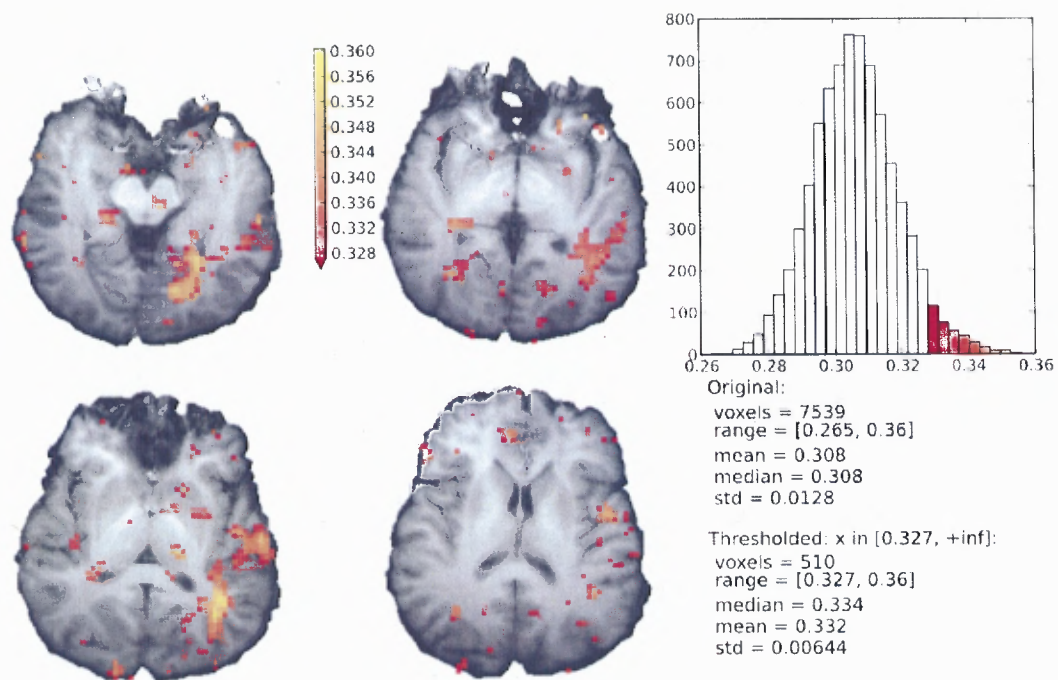 0.360
0.356
0.352
0.348
0.344
0.340
0.336
0.332
0.328
800
700
600
500
400
300
200
100
0
0.26 0.28 0.30 0.32 0.34 0.36
Original:
voxels = 7539
range = [0.265, 0.36]
mean = 0.308
median = 0.308
std = 0.0128
Thresholded: x in [0.327, +inf]:
voxels = 510
range = [0.327, 0.36]
median = 0.334
mean = 0.332
std = 0.00644